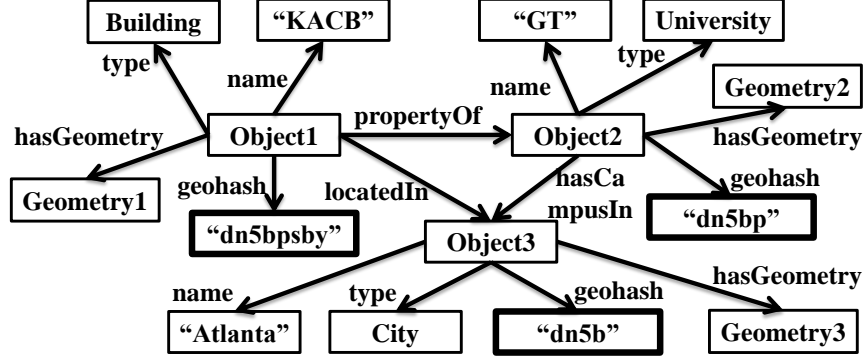 Building
“KACB”
“GT”
University
type
name
name
type
Geometry2
hasGeometry
Object1
propertyOf
Object2
hasGeometry
Geometry1
geohash
locatedIn
hasCa
mpusIn
geohash
“dn5bpsby”
“dn5bp”
Object3
name
type
geohash
hasGeometry
“Atlanta”
City
“dn5b”
Geometry3